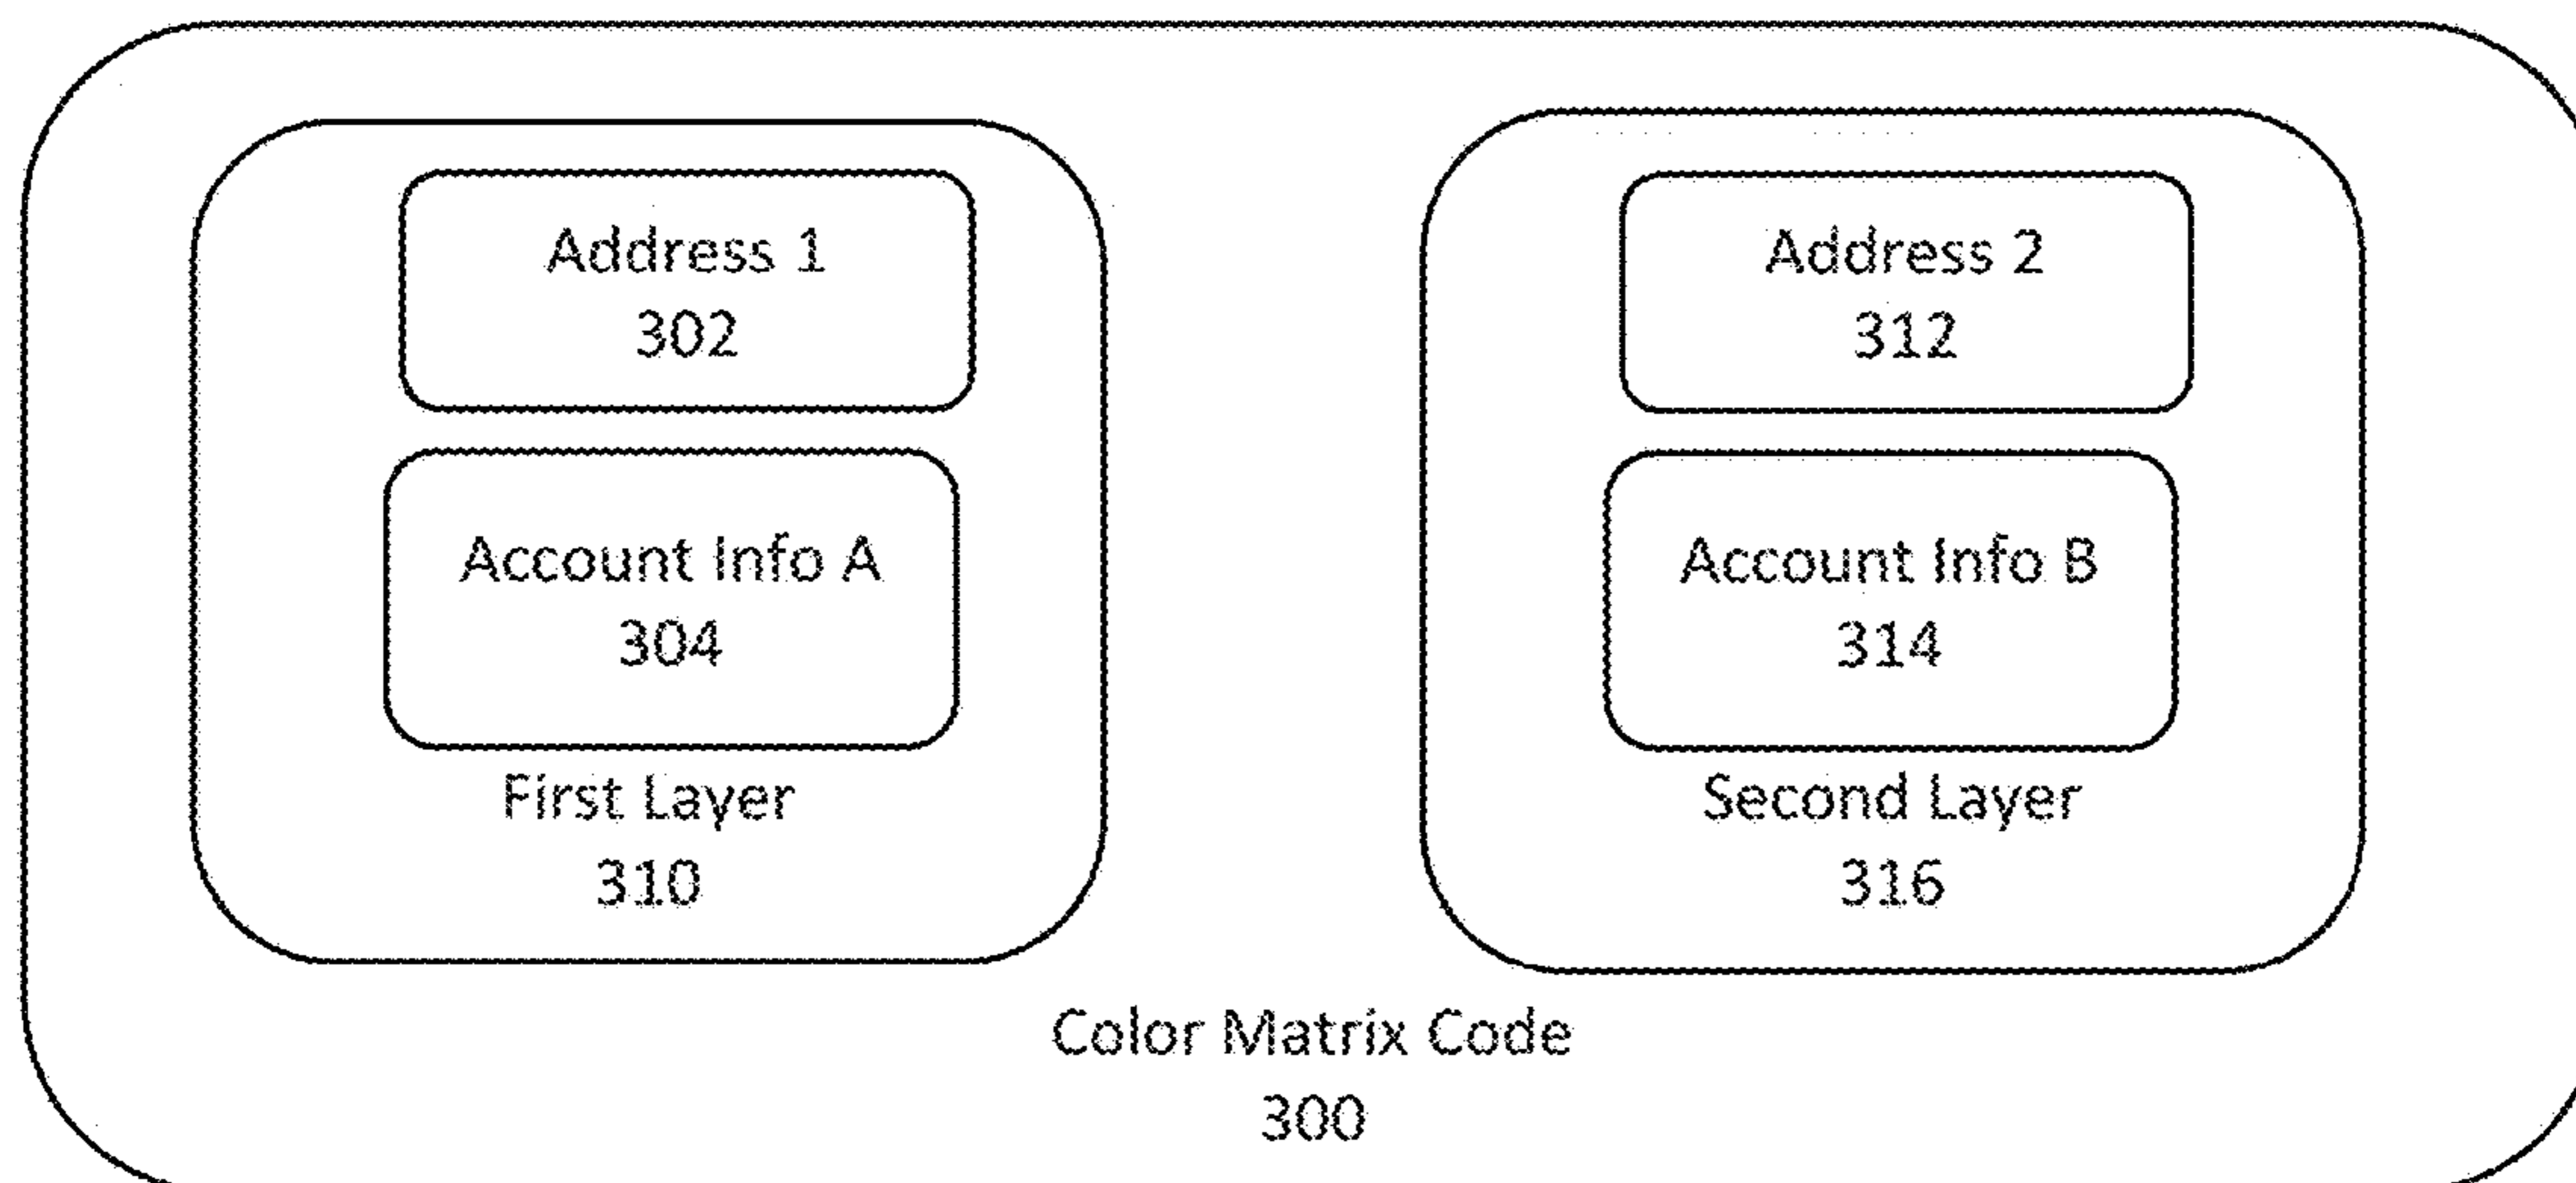 Address 1
302
Account Info A
304
First Layer
310
Address 2
312
Account Info B
314
Second Layer
316
Color Matrix Code
300